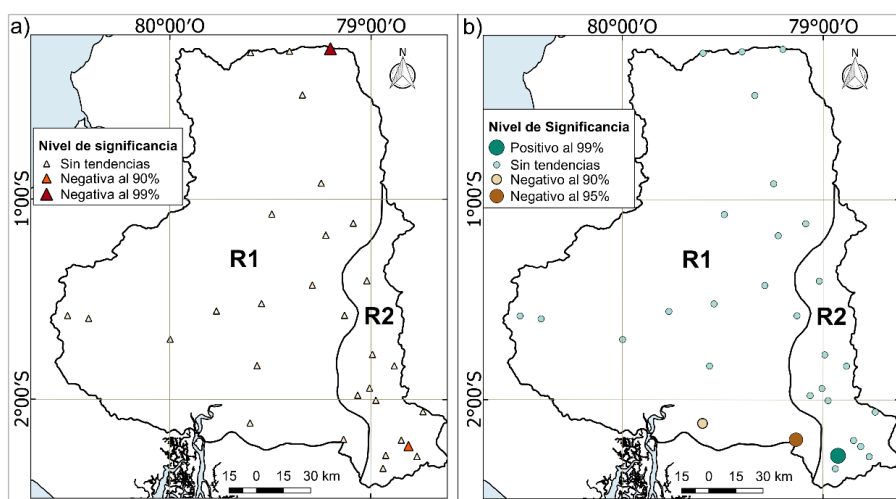 a)
80°00'S
79°00'S
N
Nivel de significancia
Sin tendencias
Negativa al 90%
Negativa al 99%
1°00'S
R1
R2
2°00'S
15 0 15 30 km
b)
80°00'S
79°00'S
N
Nivel de Significancia
Positivo al 99%
Sin tendencias
Negativo al 90%
Negativo al 95%
1°00'S
R1
R2
2°00'S
15 0 15 30 km